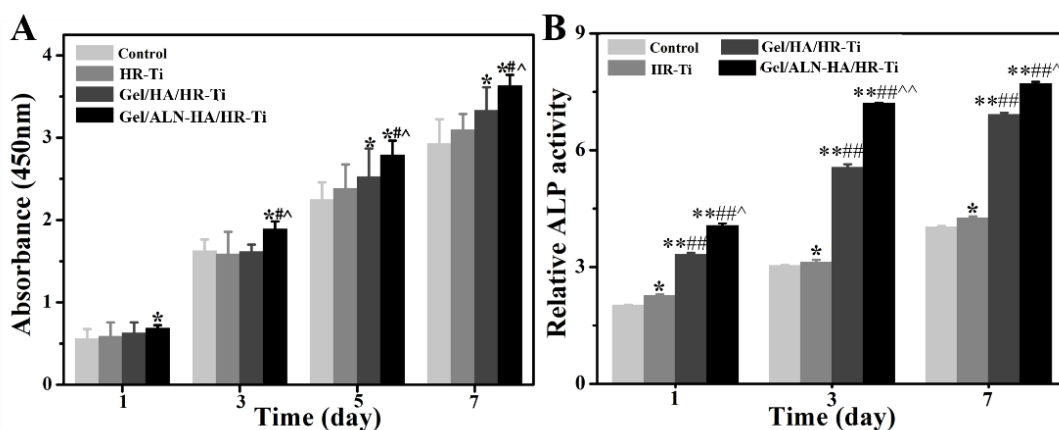 A
Absorbance (450nm)
4
3
2
1
0
Control
HR-Ti
Gel/HA/HR-Ti
Gel/ALN-HA/HR-Ti
*
*#^
*
*#^
*
*#^
1
3
5
7
Time (day)
B
Relative ALP activity
9
6
3
0
Control
Gel/HA/HR-Ti
IIR-Ti
Gel/ALN-HA/HR-Ti
*
**##
**##^
*
**##
**##^^
*
**##
**##^
1
3
7
Time (day)